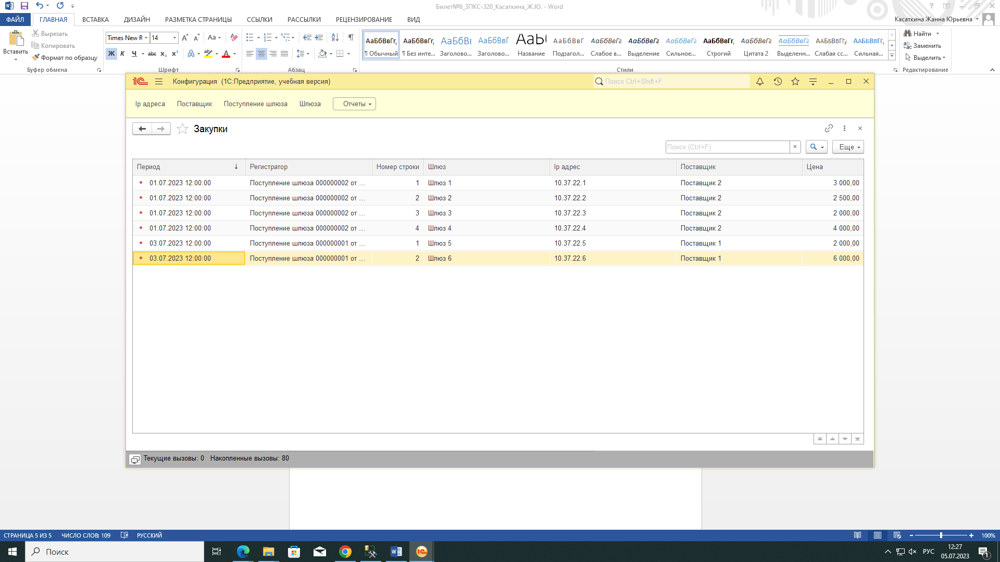 Билет№6_3ПКС-320_Касаткина_Ж.Ю. - Word
ФАЙЛ ГЛАВНАЯ ВСТАВКА ДИЗАЙН РАЗМЕТКА СТРАНИЦЫ ССЫЛКИ РАССЫЛКИ РЕЦЕНЗИРОВАНИЕ ВИД Касаткина Жанна Юрьевна
Вставить
Вырезать
Копировать
Формат по образцу
Буфер обмена
Times New R 14
Ж К Ч abc x₂ x²
Шрифт
Абзац
АаБбВвГг, АаБбВвГг, АаБбВı АаБбВвГ АаЫ АаБбВвГ АаБбВвГг АаБбВвГг АаБбВвГг АаБбВвГг, АаБбВвГг АаБбВвГг ААББВВГГ, ААББВВГГ,
¶ Обычный ¶ Без инте... Заголово... Заголово... Название Подзагол... Слабое в... Выделение Сильное... Строгий Цитата 2 Выделенн... Слабая сс... Сильная...
Стили
Найти
Заменить
Выделить
Редактирование
1С Конфигурация (1С:Предприятие, учебная версия) Поиск Ctrl+Shift+F
Ip адреса Поставщик Поступление шлюза Шлюза Отчеты
Закупки
Поиск (Ctrl+F) × Еще
Период ↓ Регистратор Номер строки Шлюз Ip адрес Поставщик Цена
01.07.2023 12:00:00 Поступление шлюза 000000002 от ... 1 Шлюз 1 10.37.22.1 Поставщик 2 3 000,00
01.07.2023 12:00:00 Поступление шлюза 000000002 от ... 2 Шлюз 2 10.37.22.2 Поставщик 2 2 500,00
01.07.2023 12:00:00 Поступление шлюза 000000002 от ... 3 Шлюз 3 10.37.22.3 Поставщик 2 2 000,00
01.07.2023 12:00:00 Поступление шлюза 000000002 от ... 4 Шлюз 4 10.37.22.4 Поставщик 2 4 000,00
03.07.2023 12:00:00 Поступление шлюза 000000001 от ... 1 Шлюз 5 10.37.22.5 Поставщик 1 2 000,00
03.07.2023 12:00:00 Поступление шлюза 000000001 от ... 2 Шлюз 6 10.37.22.6 Поставщик 1 6 000,00
Текущие вызовы: 0 Накопленные вызовы: 80
СТРАНИЦА 5 ИЗ 5 ЧИСЛО СЛОВ: 109 РУССКИЙ 100%
Поиск
РУС
12:27
05.07.2023
1